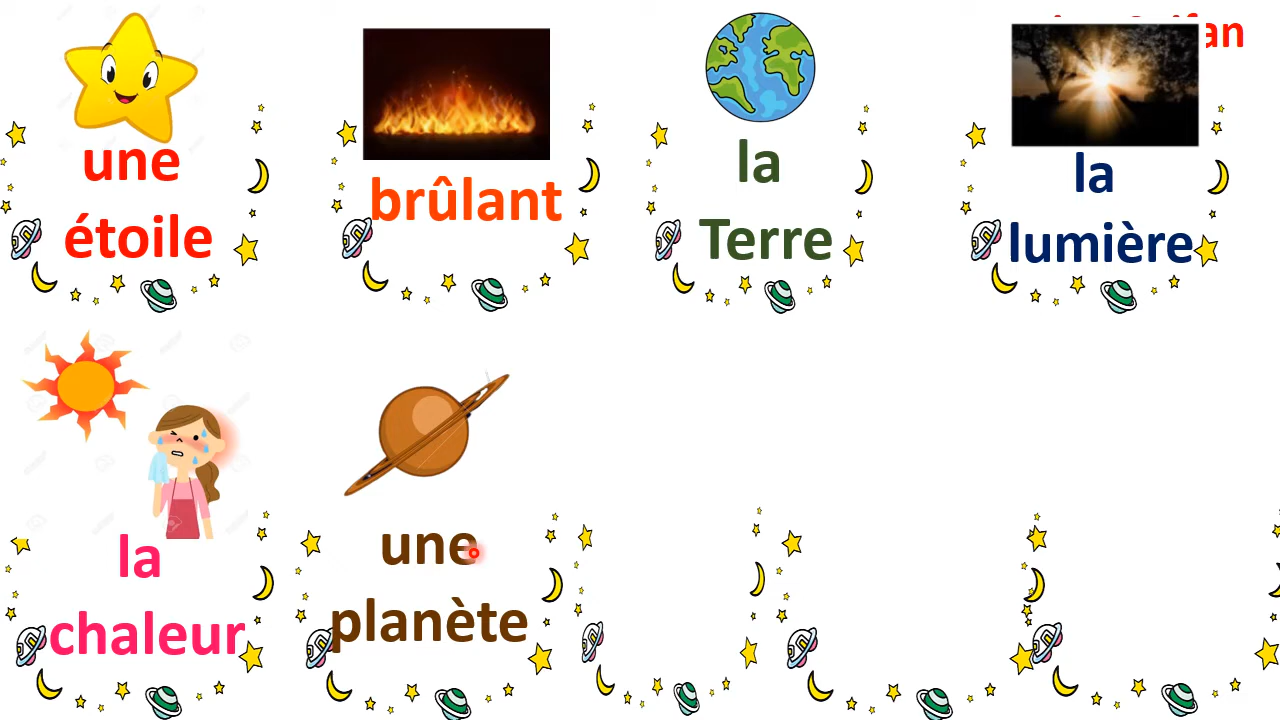 une
étoile
brûlant
la
Terre
la
lumière
la
chaleur
une
planète